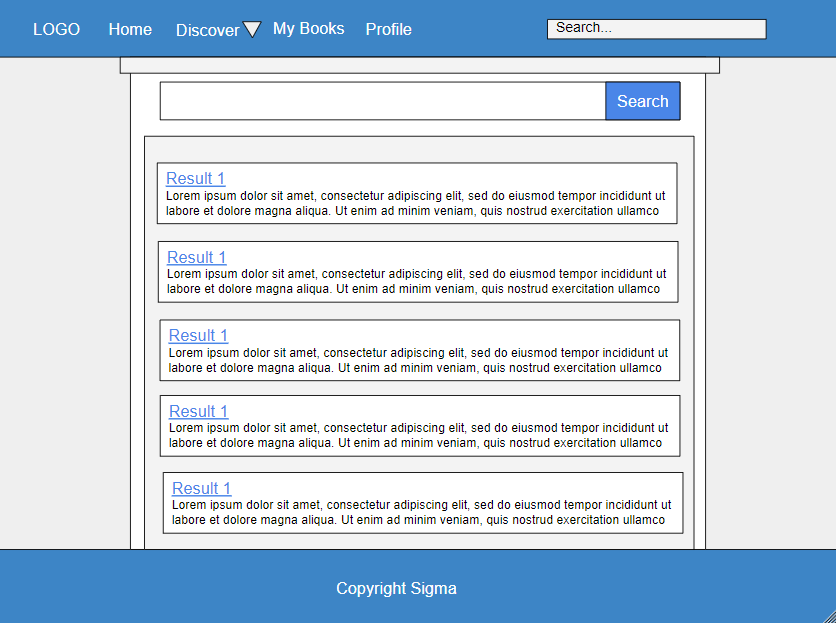 LOGO Home Discover My Books Profile Search...
Search
Result 1
Lorem ipsum dolor sit amet, consectetur adipiscing elit, sed do eiusmod tempor incididunt ut
labore et dolore magna aliqua. Ut enim ad minim veniam, quis nostrud exercitation ullamco
Result 1
Lorem ipsum dolor sit amet, consectetur adipiscing elit, sed do eiusmod tempor incididunt ut
labore et dolore magna aliqua. Ut enim ad minim veniam, quis nostrud exercitation ullamco
Result 1
Lorem ipsum dolor sit amet, consectetur adipiscing elit, sed do eiusmod tempor incididunt ut
labore et dolore magna aliqua. Ut enim ad minim veniam, quis nostrud exercitation ullamco
Result 1
Lorem ipsum dolor sit amet, consectetur adipiscing elit, sed do eiusmod tempor incididunt ut
labore et dolore magna aliqua. Ut enim ad minim veniam, quis nostrud exercitation ullamco
Result 1
Lorem ipsum dolor sit amet, consectetur adipiscing elit, sed do eiusmod tempor incididunt ut
labore et dolore magna aliqua. Ut enim ad minim veniam, quis nostrud exercitation ullamco
Copyright Sigma